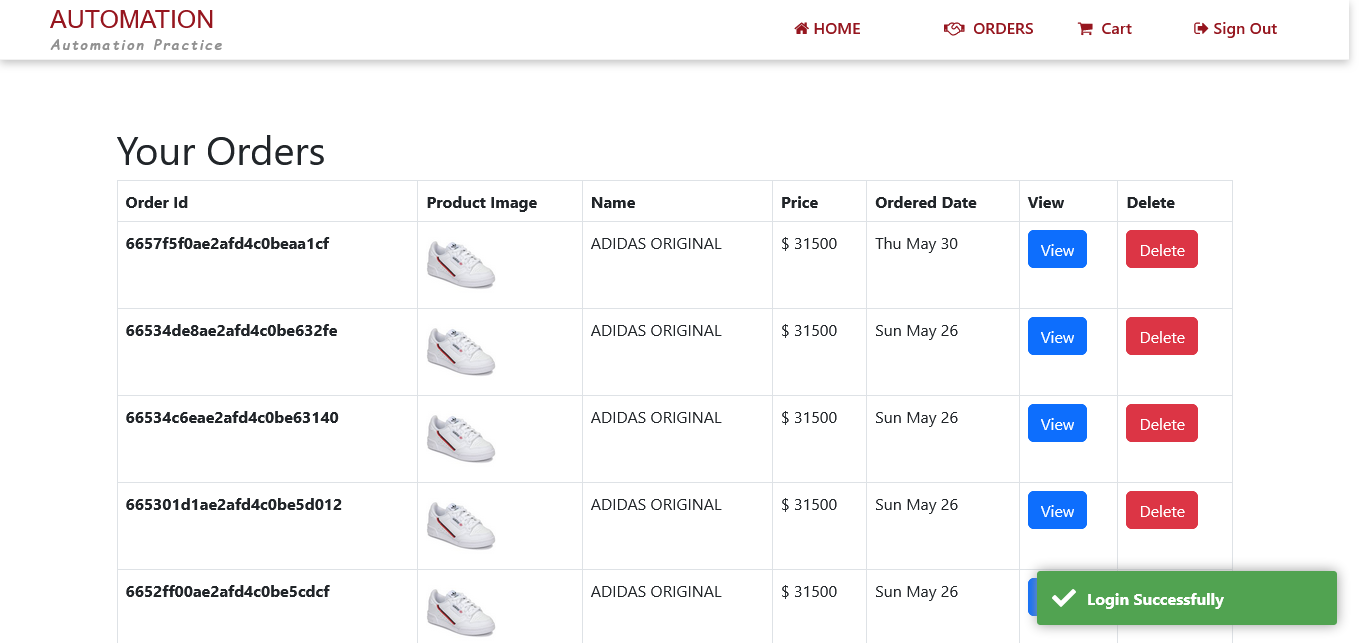 AUTOMATION
Automation Practice
HOME ORDERS Cart Sign Out
Your Orders
Order Id Product Image Name Price Ordered Date View Delete
6657f5f0ae2afd4c0beaa1cf ADIDAS ORIGINAL $ 31500 Thu May 30 View Delete
66534de8ae2afd4c0be632fe ADIDAS ORIGINAL $ 31500 Sun May 26 View Delete
66534c6eae2afd4c0be63140 ADIDAS ORIGINAL $ 31500 Sun May 26 View Delete
665301d1ae2afd4c0be5d012 ADIDAS ORIGINAL $ 31500 Sun May 26 View Delete
6652ff00ae2afd4c0be5cdcf ADIDAS ORIGINAL $ 31500 Sun May 26
Login Successfully